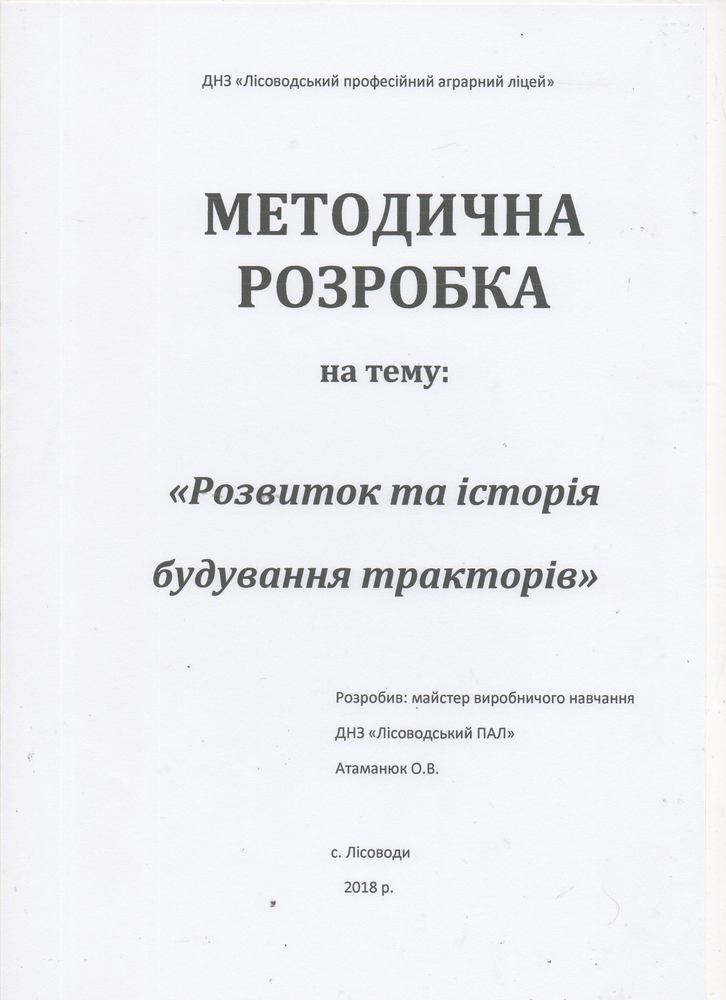 ДНЗ «Лісоводський професійний аграрний ліцей»
МЕТОДИЧНА
РОЗРОБКА
на тему:
«Розвиток та історія
будування тракторів»
Розробив: майстер виробничого навчання
ДНЗ «Лісоводський ПАЛ»
Атаманюк О.В.
с. Лісоводи
2018 р.